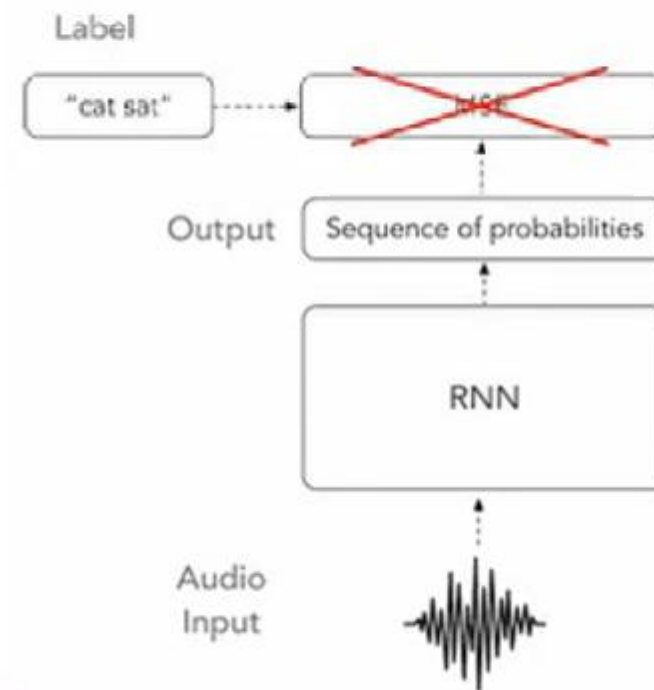 Label
"cat sat"
Output
Sequence of probabilities
RNN
Audio
Input